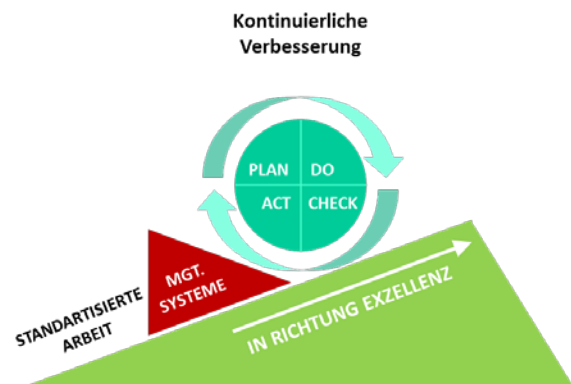 Kontinuierliche
Verbesserung
PLAN DO
ACT CHECK
MGT.
SYSTEME
STANDARTISIERTE
ARBEIT
IN RICHTUNG EXZELLENZ